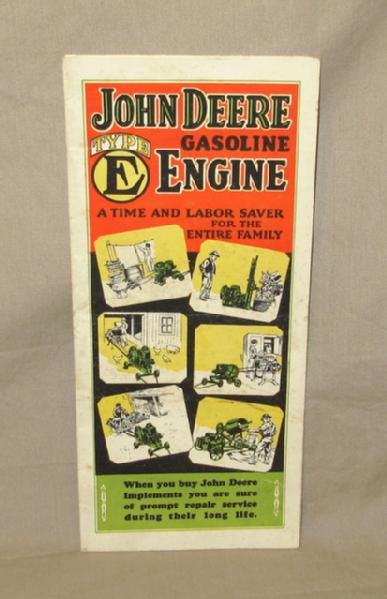 JOHN DEERE
TYPE
E
GASOLINE
ENGINE
A TIME AND LABOR SAVER
FOR THE
ENTIRE FAMILY
When you buy John Deere
Implements you are sure
of prompt repair service
during their long life.